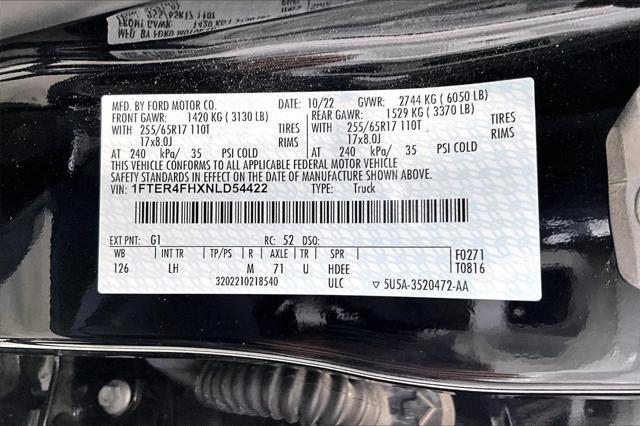 MFD. BY FORD MOTOR CO. DATE: 10/22 GVWR: 2744 KG ( 6050 LB)
FRONT GAWR: 1420 KG ( 3130 LB) REAR GAWR: 1529 KG ( 3370 LB)
WITH 255/65R17 110T TIRES WITH 255/65R17 110T TIRES
17x8.0J RIMS 17x8.0J RIMS
AT 240 kPa/ 35 PSI COLD AT 240 kPa/ 35 PSI COLD
THIS VEHICLE CONFORMS TO ALL APPLICABLE FEDERAL MOTOR VEHICLE
SAFETY STANDARDS IN EFFECT ON THE DATE OF MANUFACTURE SHOWN ABOVE.
VIN: 1FTER4FHXNLD54422 TYPE: Truck
EXT PNT: G1 RC: 52 DSO:
WB INT TR TP/PS R AXLE TR SPR F0271
126 LH M 71 U HDEE T0816
3202210218540 ULC ▽ 5U5A-3520472-AA